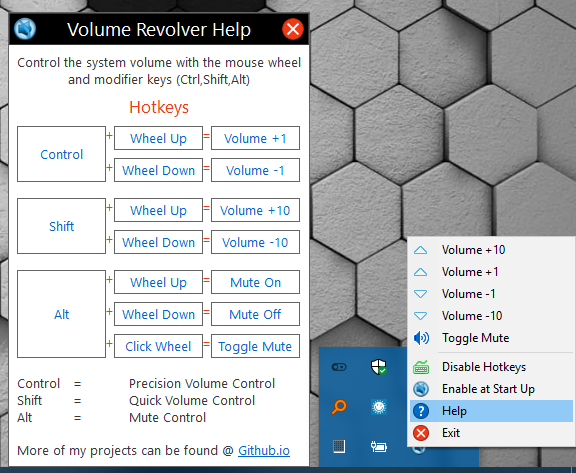 Volume Revolver Help
Control the system volume with the mouse wheel
and modifier keys (Ctrl,Shift,Alt)
Hotkeys
Control + Wheel Up = Volume +1
+ Wheel Down = Volume -1
Shift + Wheel Up = Volume +10
+ Wheel Down = Volume -10
Alt + Wheel Up = Mute On
+ Wheel Down = Mute Off
+ Click Wheel = Toggle Mute
Control = Precision Volume Control
Shift = Quick Volume Control
Alt = Mute Control
More of my projects can be found @ Github.io
Volume +10
Volume +1
Volume -1
Volume -10
Toggle Mute
Disable Hotkeys
Enable at Start Up
Help
Exit